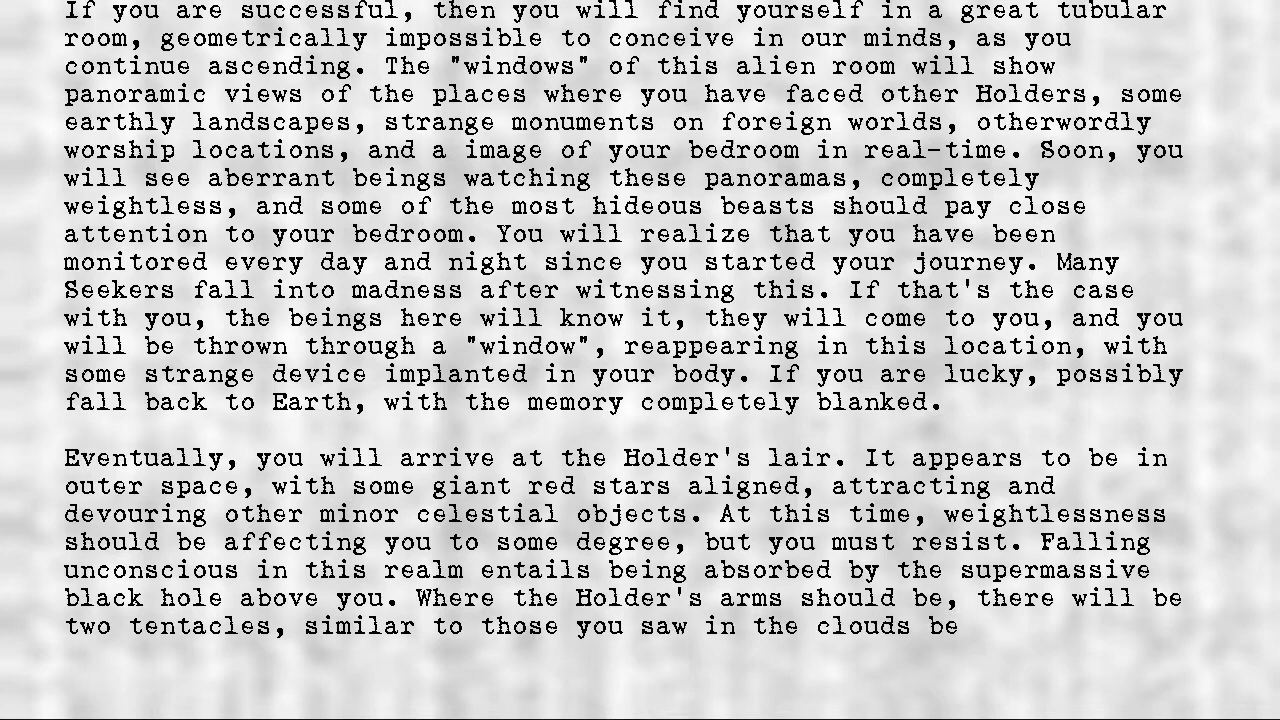 If you are successful, then you will find yourself in a great tubular
room, geometrically impossible to conceive in our minds, as you
continue ascending. The "windows" of this alien room will show
panoramic views of the places where you have faced other Holders, some
earthly landscapes, strange monuments on foreign worlds, otherwordly
worship locations, and a image of your bedroom in real-time. Soon, you
will see aberrant beings watching these panoramas, completely
weightless, and some of the most hideous beasts should pay close
attention to your bedroom. You will realize that you have been
monitored every day and night since you started your journey. Many
Seekers fall into madness after witnessing this. If that's the case
with you, the beings here will know it, they will come to you, and you
will be thrown through a "window", reappearing in this location, with
some strange device implanted in your body. If you are lucky, possibly
fall back to Earth, with the memory completely blanked.

Eventually, you will arrive at the Holder's lair. It appears to be in
outer space, with some giant red stars aligned, attracting and
devouring other minor celestial objects. At this time, weightlessness
should be affecting you to some degree, but you must resist. Falling
unconscious in this realm entails being absorbed by the supermassive
black hole above you. Where the Holder's arms should be, there will be
two tentacles, similar to those you saw in the clouds be